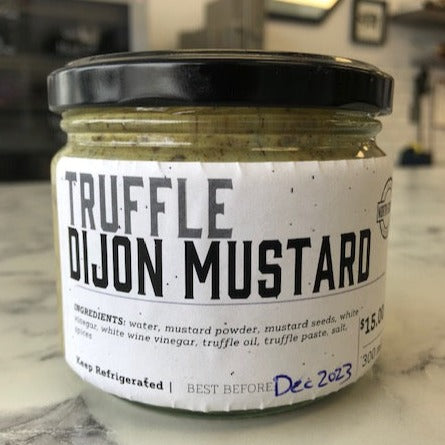 TRUFFLE
DIJON MUSTARD
INGREDIENTS: water, mustard powder, mustard seeds, white
vinegar, white wine vinegar, truffle oil, truffle paste, salt,
spices
$15.00
300
Keep Refrigerated | BEST BEFORE Dec 2023